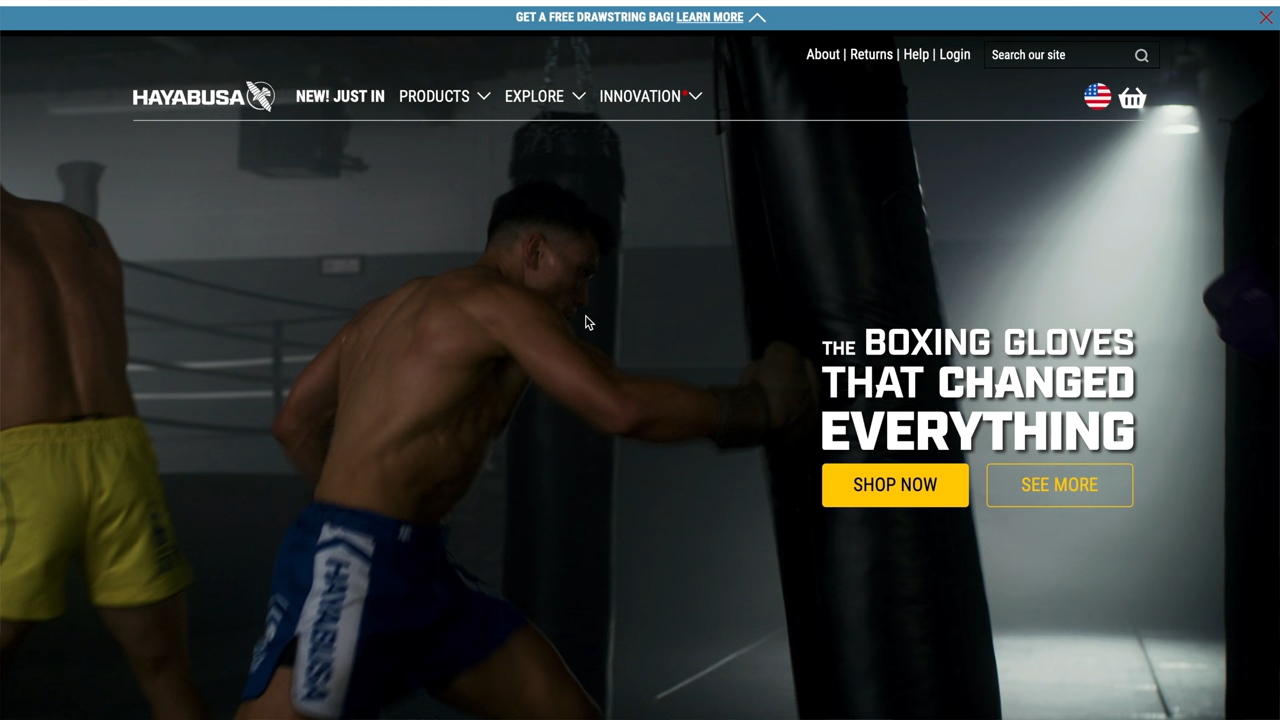 GET A FREE DRAWSTRING BAG! LEARN MORE
About | Returns | Help | Login
Search our site
HAYABUSA
NEW! JUST IN PRODUCTS EXPLORE INNOVATION
THE BOXING GLOVES
THAT CHANGED
EVERYTHING
SHOP NOW SEE MORE
HAYABUSA